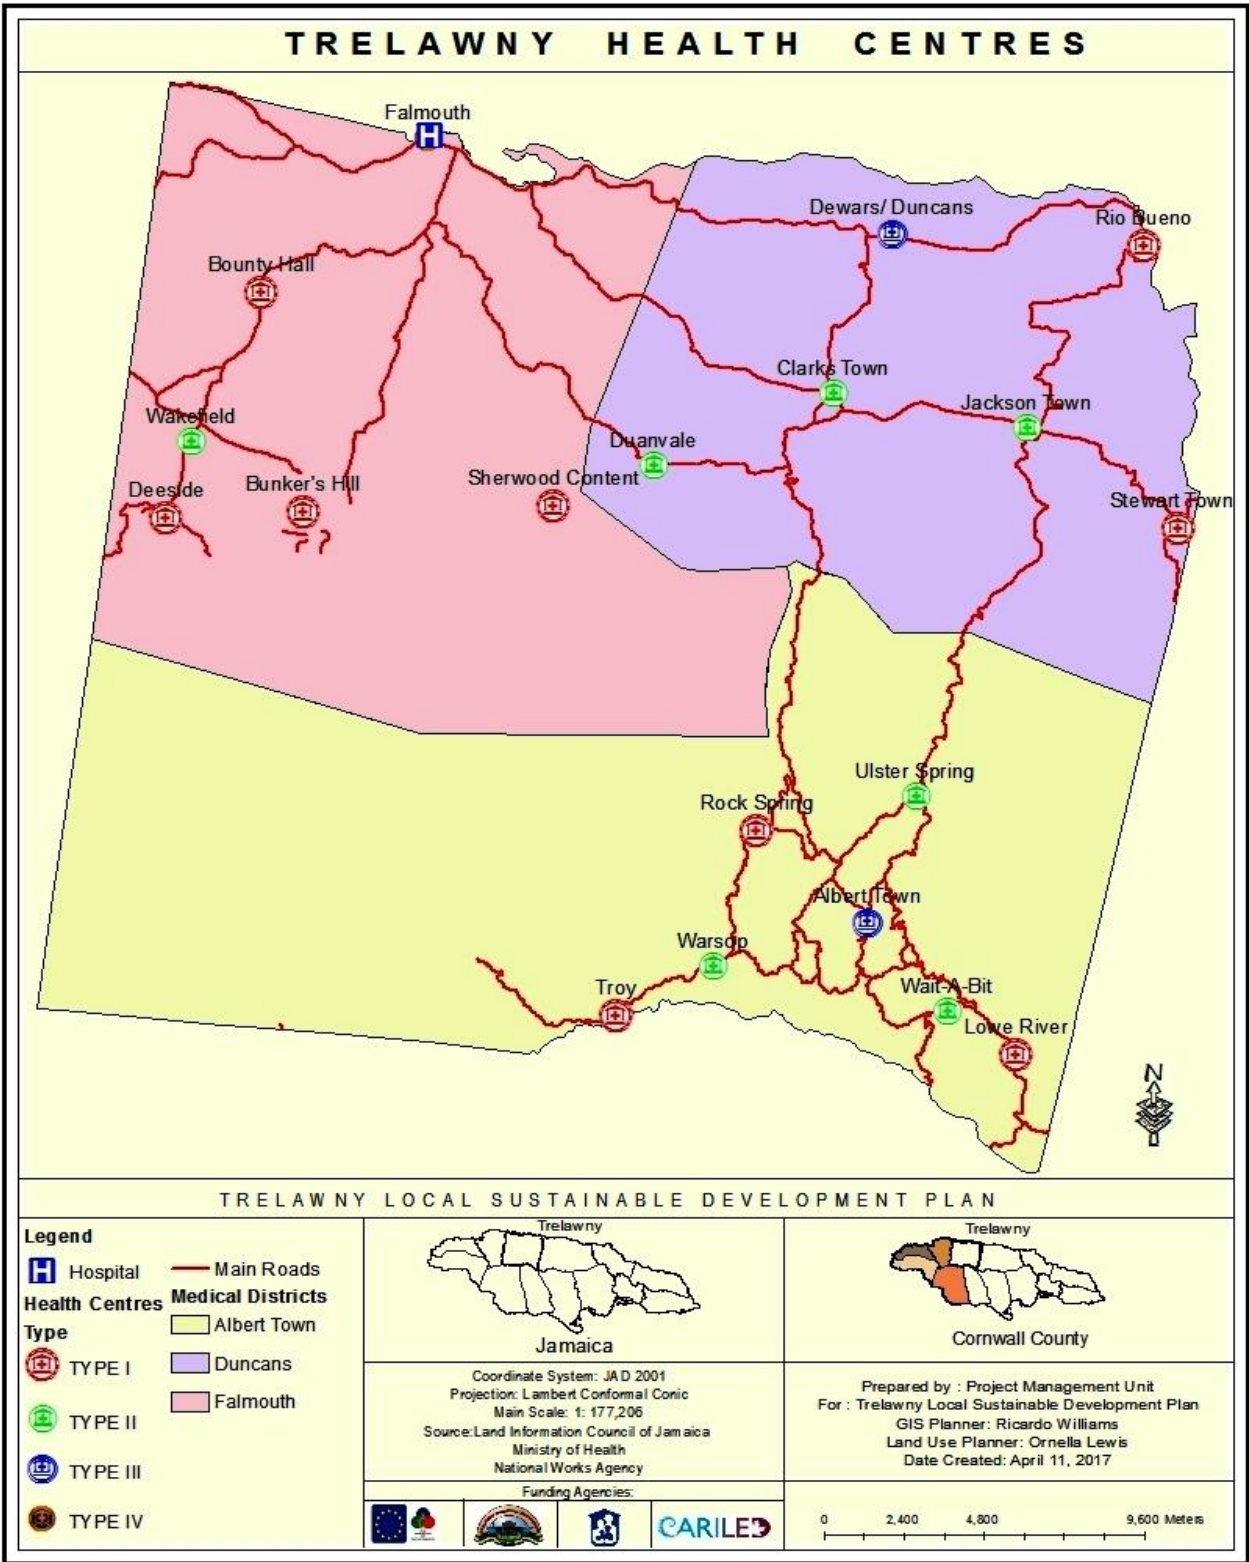 TRELAWNY HEALTH CENTRES
Falmouth
Dewars/ Duncans
Rio Bueno
Bounty Hall
Clarks Town
Jackson Town
Wakefield
Duanvale
Sherwood Content
Bunker's Hill
Deeside
Stewart Town
Ulster Spring
Rock Spring
Albert Town
Warsop
Troy
Wait-A-Bit
Lowe River
N
TRELAWNY LOCAL SUSTAINABLE DEVELOPMENT PLAN
Legend
H Hospital
Main Roads
Health Centres
Type
TYPE I
TYPE II
TYPE III
TYPE IV
Medical Districts
Albert Town
Duncans
Falmouth
Trelawny
Jamaica
Trelawny
Cornwall County
Coordinate System: JAD 2001
Projection: Lambert Conformal Conic
Main Scale: 1: 177,206
Source:Land Information Council of Jamaica
Ministry of Health
National Works Agency
Funding Agencies:
CARILED
Prepared by : Project Management Unit
For : Trelawny Local Sustainable Development Plan
GIS Planner: Ricardo Williams
Land Use Planner: Ornella Lewis
Date Created: April 11, 2017
0 2,400 4,800 9,600 Meters